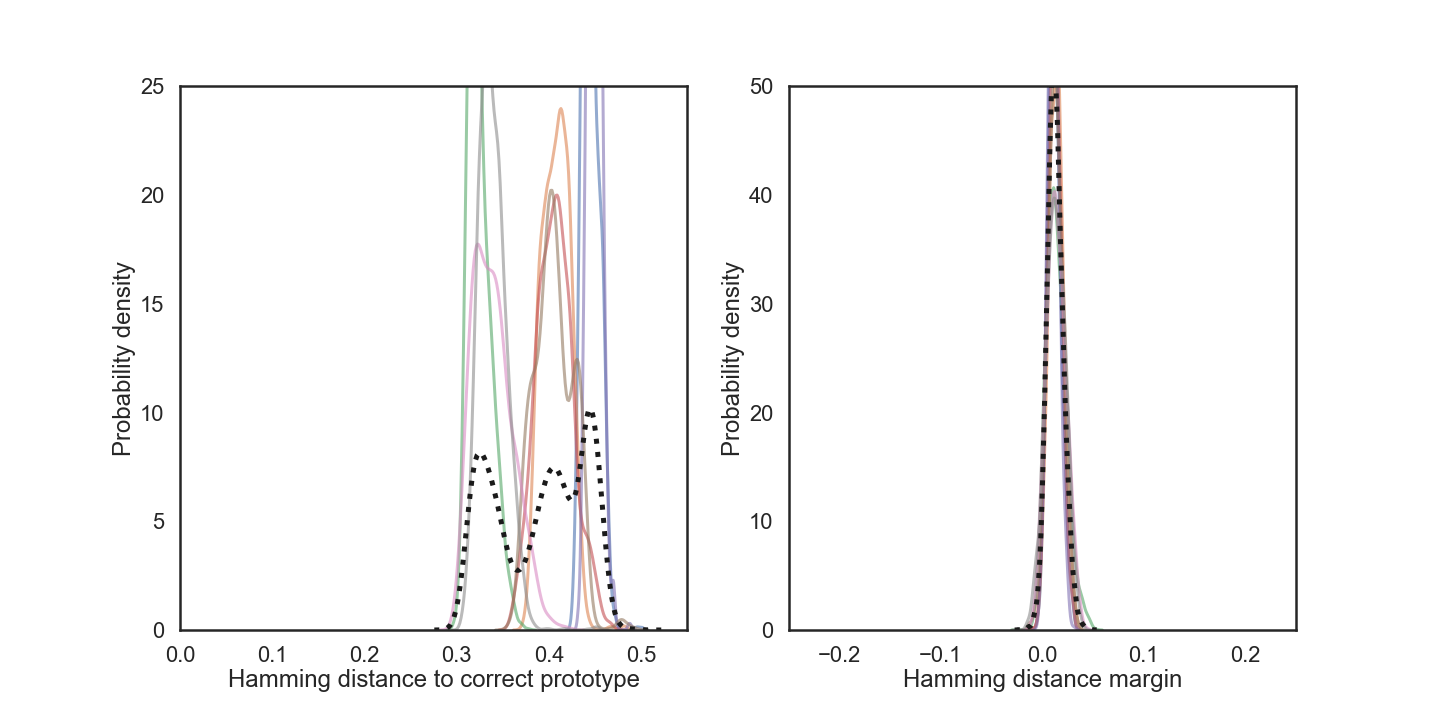 25
20
15
10
5
0
Probability density
0.0 0.1 0.2 0.3 0.4 0.5
Hamming distance to correct prototype
50
40
30
20
10
0
Probability density
−0.2 −0.1 0.0 0.1 0.2
Hamming distance margin